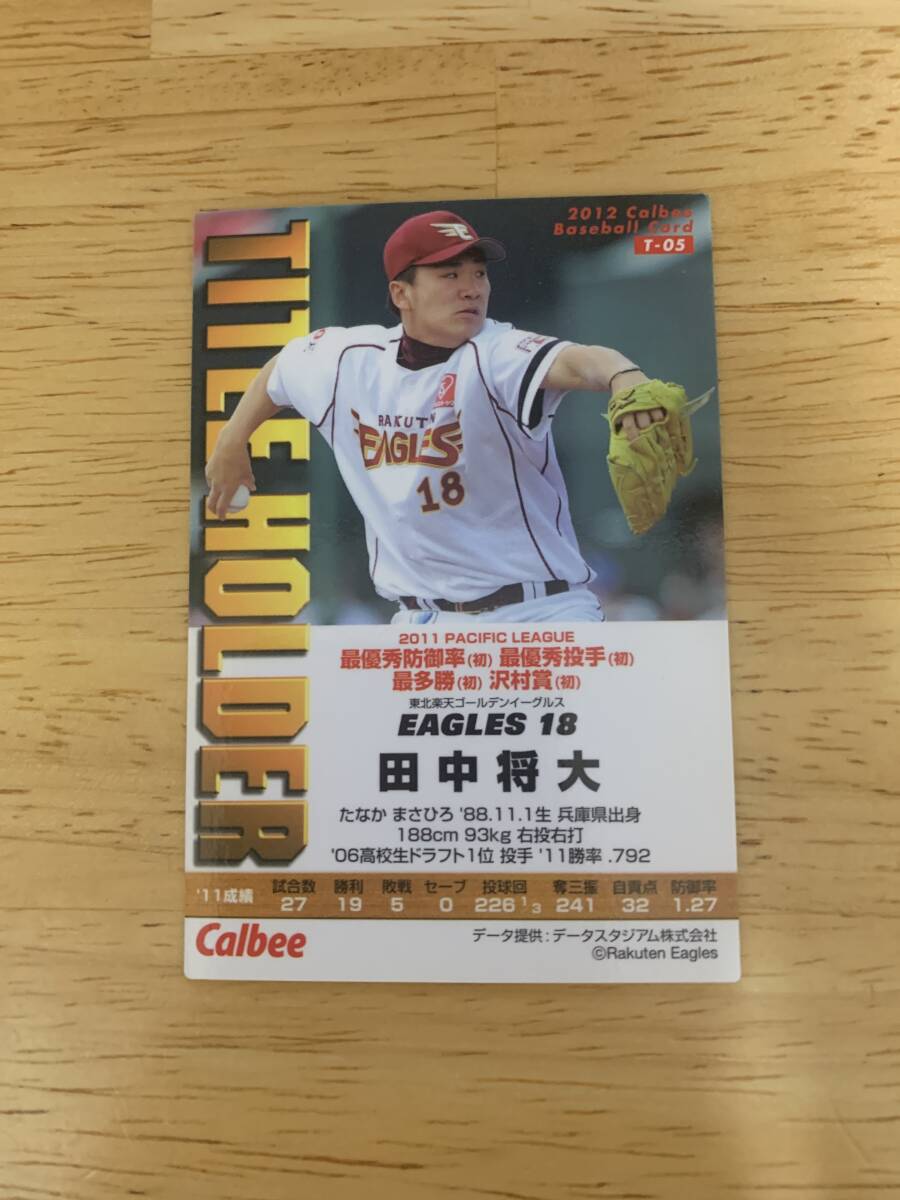 2012 Calbee
Baseball Card
T-05
TITLE HOLDER
RAKUTEN
EAGLES
18
2011 PACIFIC LEAGUE
最優秀防御率(初) 最優秀投手(初)
最多勝(初) 沢村賞(初)
東北楽天ゴールデンイーグルス
EAGLES 18
田中将大
たなか まさひろ '88.11.1生 兵庫県出身
188cm 93kg 右投右打
'06高校生ドラフト1位 投手 '11勝率 .792
'11成績 試合数 勝利 敗戦 セーブ 投球回 奪三振 自責点 防御率
27 19 5 0 226 1/3 241 32 1.27
Calbee
データ提供:データスタジアム株式会社
©Rakuten Eagles